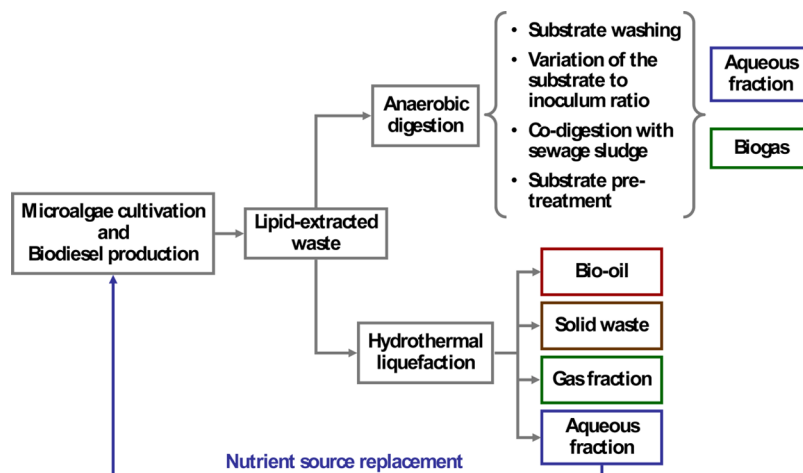 Microalgae cultivation
and
Biodiesel production
Lipid-extracted
waste
Anaerobic
digestion
• Substrate washing
• Variation of the
substrate to
inoculum ratio
• Co-digestion with
sewage sludge
• Substrate pre-
treatment
Aqueous
fraction
Biogas
Hydrothermal
liquefaction
Bio-oil
Solid waste
Gas fraction
Aqueous
fraction
Nutrient source replacement